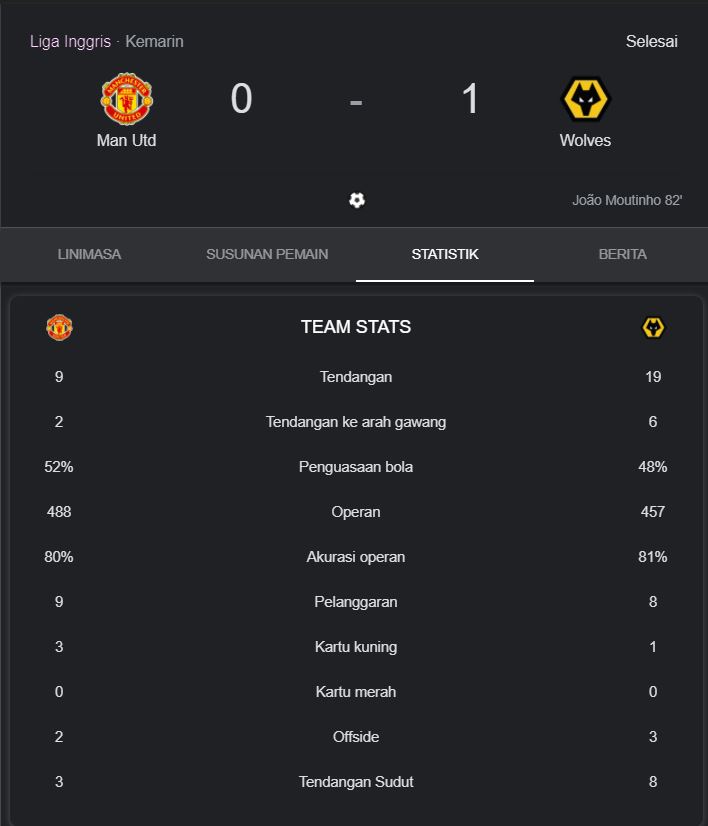 Liga Inggris · Kemarin Selesai
0 - 1
Man Utd Wolves
João Moutinho 82'
LINIMASA SUSUNAN PEMAIN STATISTIK BERITA
TEAM STATS
9 Tendangan 19
2 Tendangan ke arah gawang 6
52% Penguasaan bola 48%
488 Operan 457
80% Akurasi operan 81%
9 Pelanggaran 8
3 Kartu kuning 1
0 Kartu merah 0
2 Offside 3
3 Tendangan Sudut 8